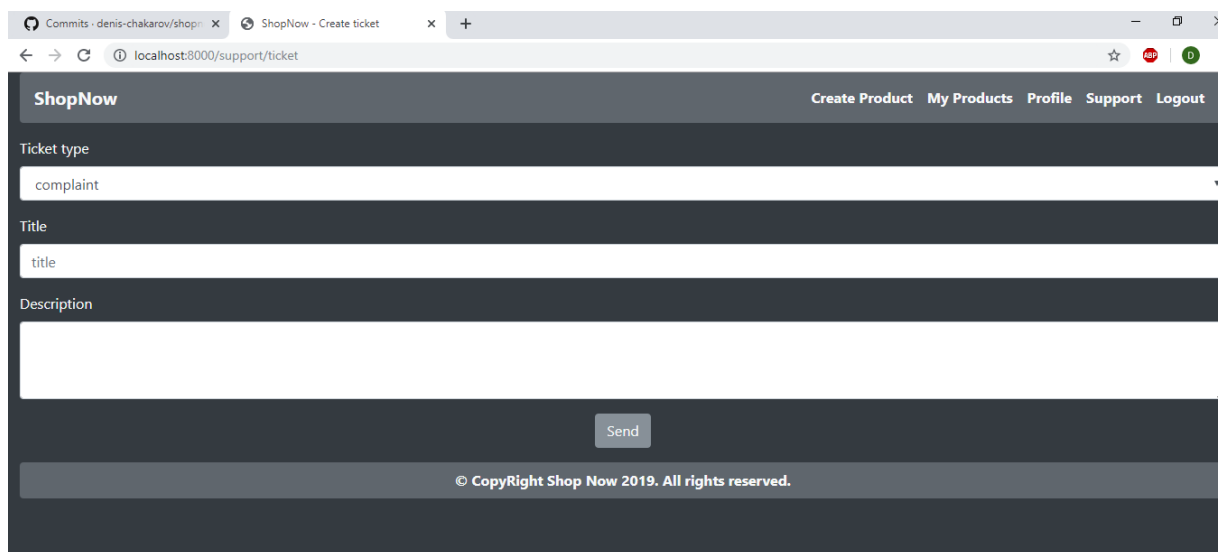 Commits · denis-chakarov/shopn
ShopNow - Create ticket
localhost:8000/support/ticket
ABP
D
ShopNow
Create Product My Products Profile Support Logout
Ticket type
complaint
Title
title
Description
Send
© CopyRight Shop Now 2019. All rights reserved.